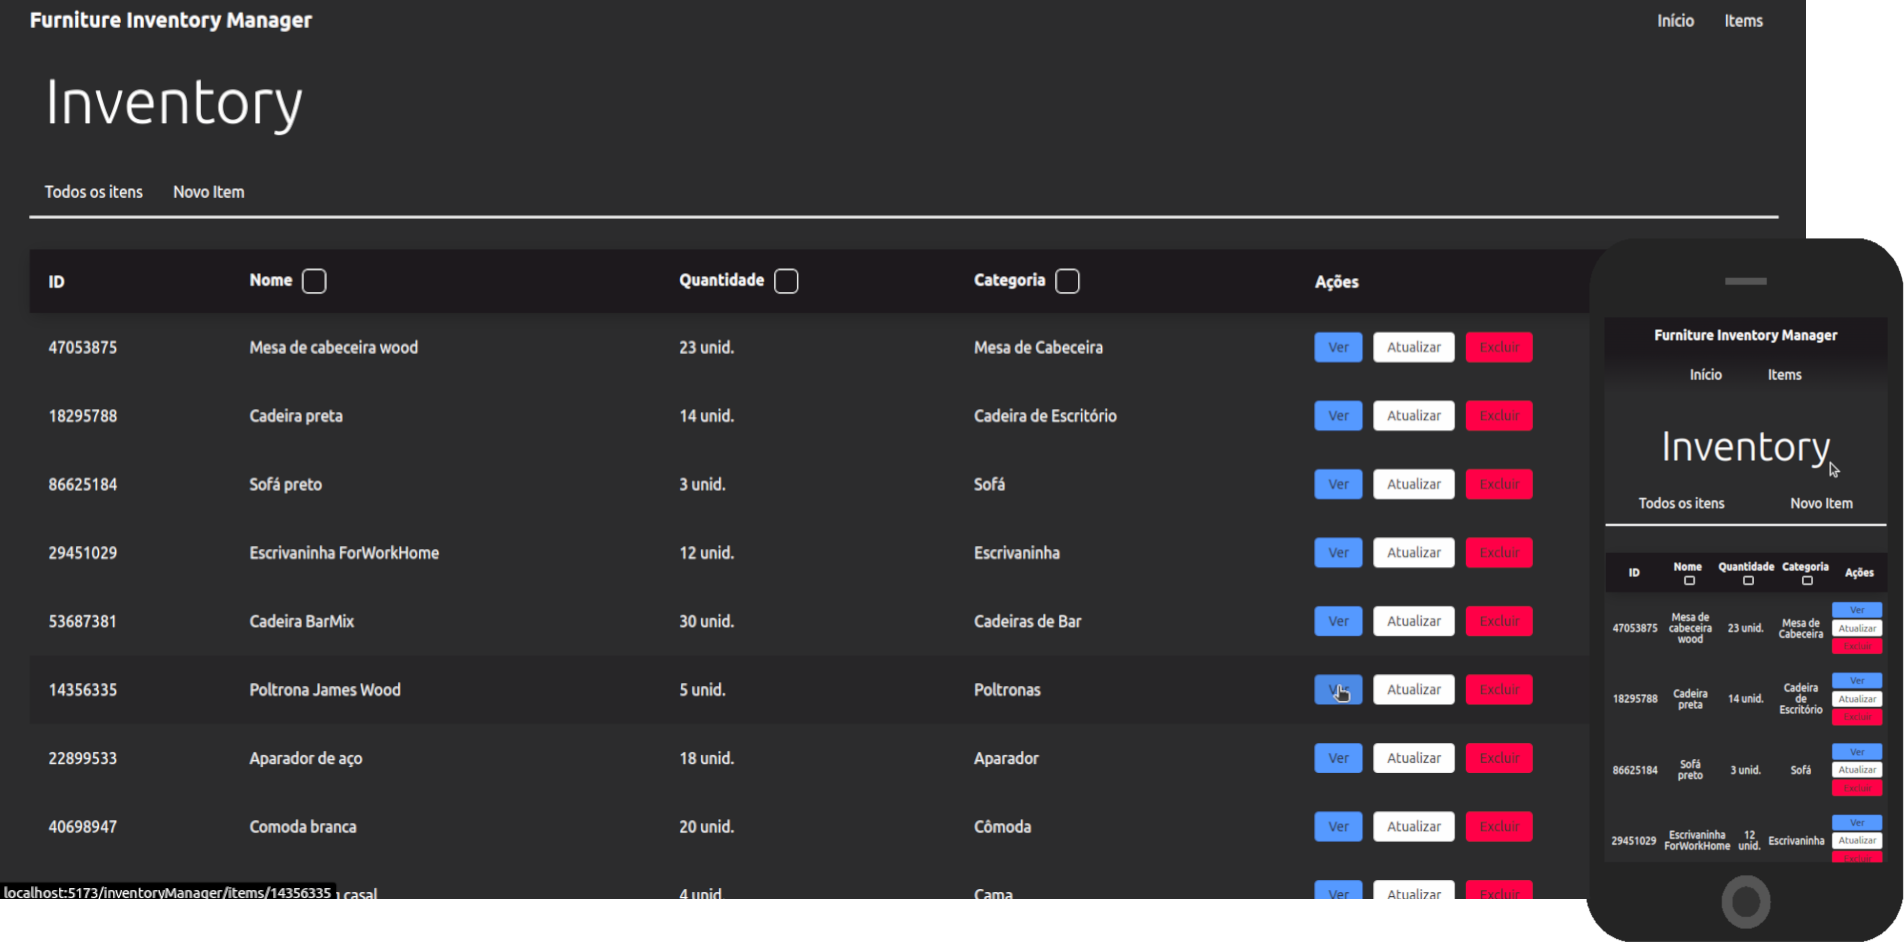 Furniture Inventory Manager Início Items
Inventory
Todos os itens Novo Item
ID Nome Quantidade Categoria Ações
47053875 Mesa de cabeceira wood 23 unid. Mesa de Cabeceira Ver Atualizar Excluir
18295788 Cadeira preta 14 unid. Cadeira de Escritório Ver Atualizar Excluir
86625184 Sofá preto 3 unid. Sofá Ver Atualizar Excluir
29451029 Escrivaninha ForWorkHome 12 unid. Escrivaninha Ver Atualizar Excluir
53687381 Cadeira BarMix 30 unid. Cadeiras de Bar Ver Atualizar Excluir
14356335 Poltrona James Wood 5 unid. Poltronas Ver Atualizar Excluir
22899533 Aparador de aço 18 unid. Aparador Ver Atualizar Excluir
40698947 Comoda branca 20 unid. Cômoda Ver Atualizar Excluir
localhost:5173/inventoryManager/items/14356335 casal 4 unid Cama Ver Atualizar Excluir
Furniture Inventory Manager
Início Items
Inventory
Todos os itens Novo Item
ID Nome Quantidade Categoria Ações
47053875 Mesa de cabeceira wood 23 unid. Mesa de Cabeceira Ver Atualizar Excluir
18295788 Cadeira preta 14 unid. Cadeira de Escritório Ver Atualizar Excluir
86625184 Sofá preto 3 unid. Sofá Ver Atualizar Excluir
29451029 Escrivaninha ForWorkHome 12 unid. Escrivaninha Ver Atualizar Excluir